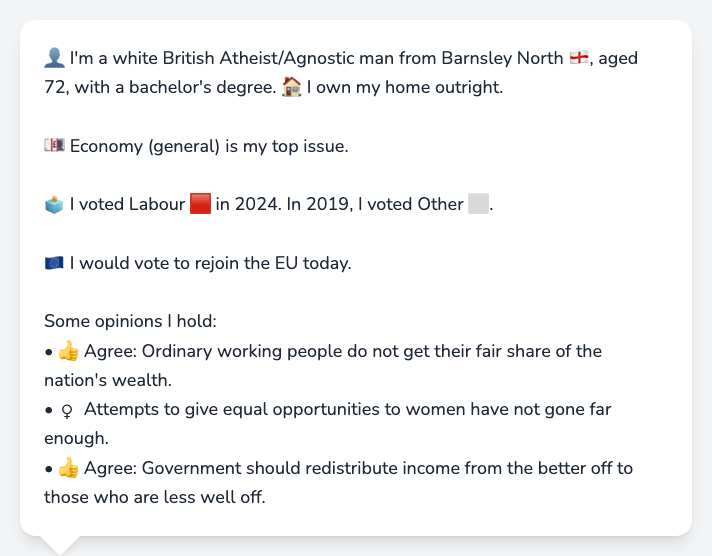 👤 I'm a white British Atheist/Agnostic man from Barnsley North 🏴󠁧󠁢󠁥󠁮󠁧󠁿, aged
72, with a bachelor's degree. 🏠 I own my home outright.
💷 Economy (general) is my top issue.
🗳️ I voted Labour 🟥 in 2024. In 2019, I voted Other ⬜.
🇪🇺 I would vote to rejoin the EU today.
Some opinions I hold:
• 👍 Agree: Ordinary working people do not get their fair share of the
nation's wealth.
• ♀ Attempts to give equal opportunities to women have not gone far
enough.
• 👍 Agree: Government should redistribute income from the better off to
those who are less well off.